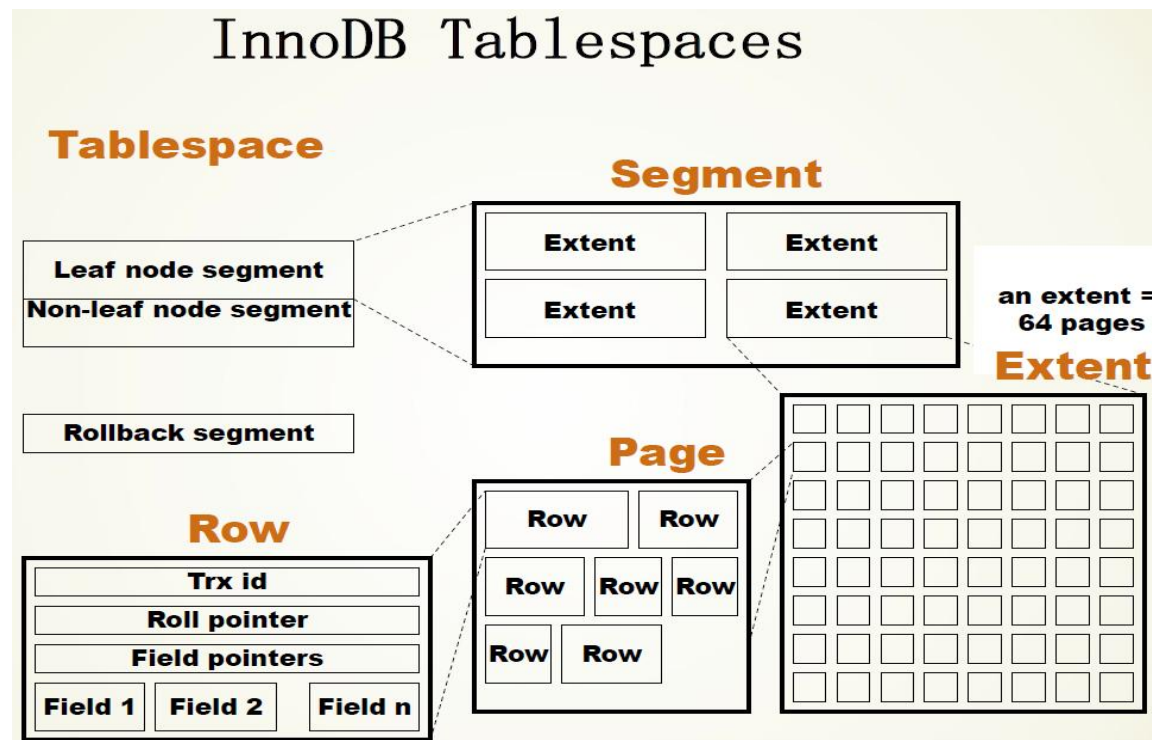 InnoDB Tablespaces
Tablespace
Leaf node segment
Non-leaf node segment
Rollback segment
Segment
Extent Extent
Extent Extent
an extent =
64 pages
Extent
Page
Row Row
Row Row Row
Row Row
Row
Trx id
Roll pointer
Field pointers
Field 1 Field 2 Field n